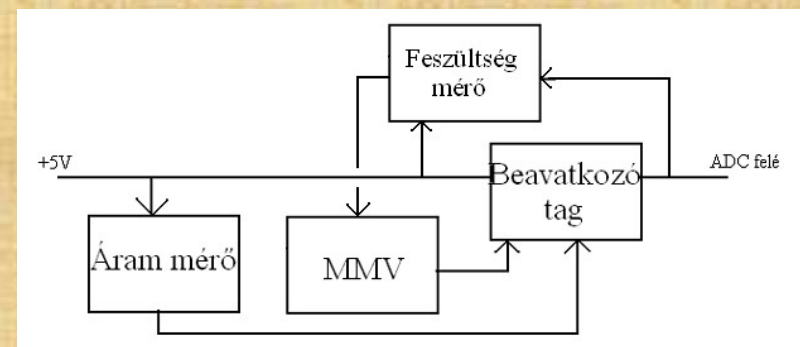 Feszültség
mérő
+5V
Beavatkozó
tag
ADC felé
Áram mérő
MMV